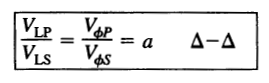 V_LP / V_LS = V_ϕP / V_ϕS = a    Δ–Δ